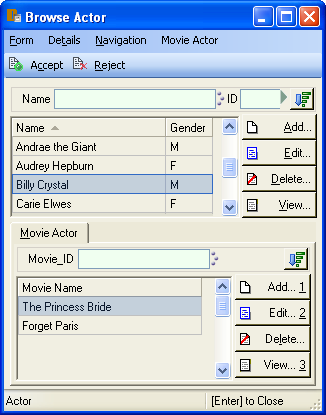 Browse Actor
Form Details Navigation Movie Actor
Accept Reject
Name ID
Name Gender
Andrae the Giant M
Audrey Hepburn F
Billy Crystal M
Carie Elwes F
Add...
Edit...
Delete...
View...
Movie Actor
Movie_ID
Movie Name
The Princess Bride
Forget Paris
Add... 1
Edit... 2
Delete...
View... 3
Actor [Enter] to Close